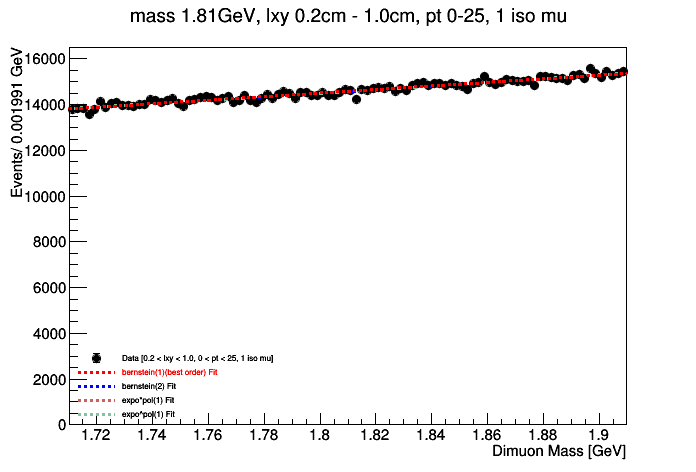 mass 1.81GeV, lxy 0.2cm - 1.0cm, pt 0-25, 1 iso mu
Events/ 0.001991 GeV
16000
14000
12000
10000
8000
6000
4000
2000
0
Data [0.2 < lxy < 1.0, 0 < pt < 25, 1 iso mu]
bernstein(1)(best order) Fit
bernstein(2) Fit
expo*pol(1) Fit
expo^pol(1) Fit
1.72 1.74 1.76 1.78 1.8 1.82 1.84 1.86 1.88 1.9
Dimuon Mass [GeV]